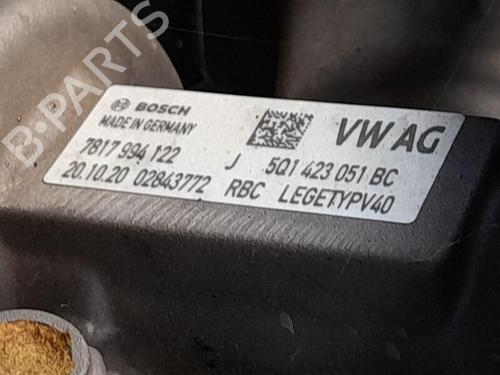 B-PARTS
BOSCH
MADE IN GERMANY
VW AG
7817 994 122 J 5Q1 423 051 BC
20.10.20 02843772 RBC LEGETYPV40